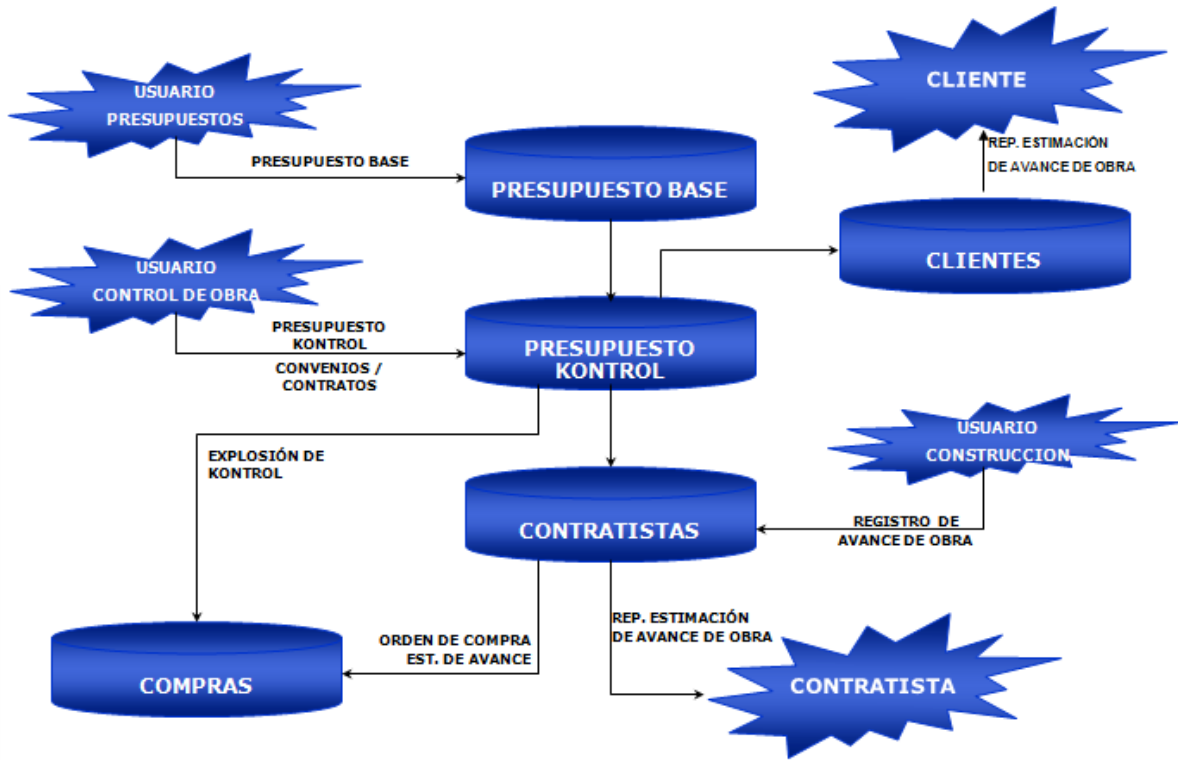 USUARIO
PRESUPUESTOS
PRESUPUESTO BASE
PRESUPUESTO BASE
CLIENTE
REP. ESTIMACIÓN
DE AVANCE DE OBRA
CLIENTES
USUARIO
CONTROL DE OBRA
PRESUPUESTO
KONTROL
CONVENIOS /
CONTRATOS
PRESUPUESTO
KONTROL
EXPLOSIÓN DE
KONTROL
USUARIO
CONSTRUCCION
REGISTRO DE
AVANCE DE OBRA
CONTRATISTAS
ORDEN DE COMPRA
EST. DE AVANCE
REP. ESTIMACIÓN
DE AVANCE DE OBRA
COMPRAS
CONTRATISTA